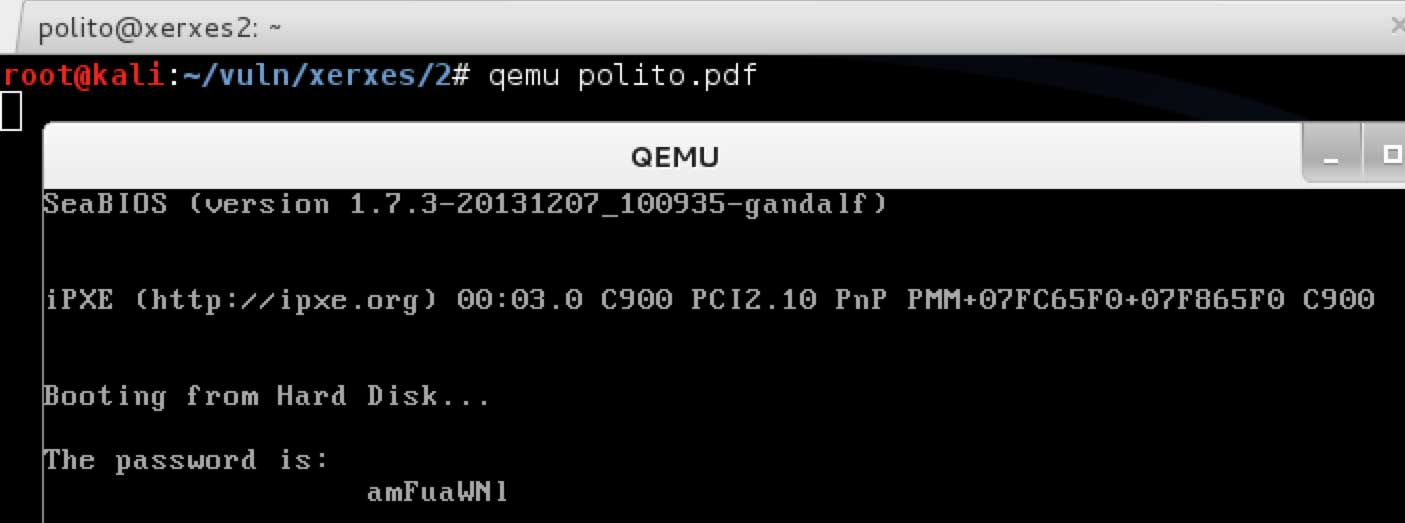 polito@xerxes2: ~
root@kali:~/vuln/xerxes/2# qemu polito.pdf
QEMU
SeaBIOS (version 1.7.3-20131207_100935-gandalf)
iPXE (http://ipxe.org) 00:03.0 C900 PCI2.10 PnP PMM+07FC65F0+07F865F0 C900
Booting from Hard Disk...
The password is:
amFuaWNl